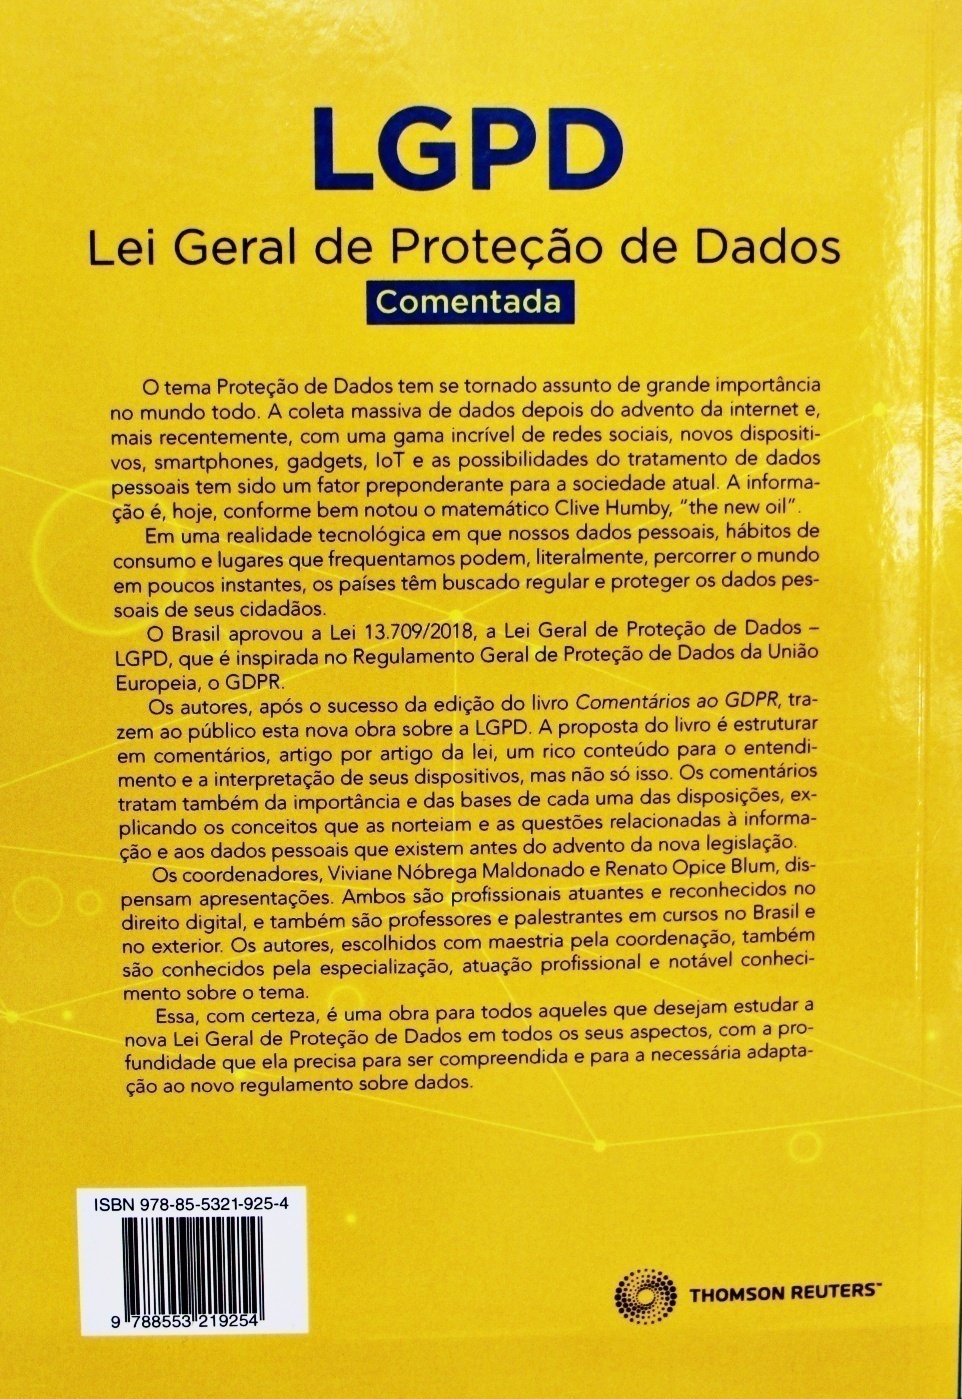 LGPD
Lei Geral de Proteção de Dados
Comentada
O tema Proteção de Dados tem se tornado assunto de grande importância
no mundo todo. A coleta massiva de dados depois do advento da internet e,
mais recentemente, com uma gama incrível de redes sociais, novos dispositi-
vos, smartphones, gadgets, IoT e as possibilidades do tratamento de dados
pessoais tem sido um fator preponderante para a sociedade atual. A informa-
ção é, hoje, conforme bem notou o matemático Clive Humby, “the new oil”.
Em uma realidade tecnológica em que nossos dados pessoais, hábitos de
consumo e lugares que frequentamos podem, literalmente, percorrer o mundo
em poucos instantes, os países têm buscado regular e proteger os dados pes-
soais de seus cidadãos.
O Brasil aprovou a Lei 13.709/2018, a Lei Geral de Proteção de Dados –
LGPD, que é inspirada no Regulamento Geral de Proteção de Dados da União
Europeia, o GDPR.
Os autores, após o sucesso da edição do livro Comentários ao GDPR, tra-
zem ao público esta nova obra sobre a LGPD. A proposta do livro é estruturar
em comentários, artigo por artigo da lei, um rico conteúdo para o entendi-
mento e a interpretação de seus dispositivos, mas não só isso. Os comentários
tratam também da importância e das bases de cada uma das disposições, ex-
plicando os conceitos que as norteiam e as questões relacionadas à informa-
ção e aos dados pessoais que existem antes do advento da nova legislação.
Os coordenadores, Viviane Nóbrega Maldonado e Renato Opice Blum, dis-
pensam apresentações. Ambos são profissionais atuantes e reconhecidos no
direito digital, e também são professores e palestrantes em cursos no Brasil e
no exterior. Os autores, escolhidos com maestria pela coordenação, também
são conhecidos pela especialização, atuação profissional e notável conheci-
mento sobre o tema.
Essa, com certeza, é uma obra para todos aqueles que desejam estudar a
nova Lei Geral de Proteção de Dados em todos os seus aspectos, com a pro-
fundidade que ela precisa para ser compreendida e para a necessária adapta-
ção ao novo regulamento sobre dados.
ISBN 978-85-5321-925-4
9 788553 219254
THOMSON REUTERS™